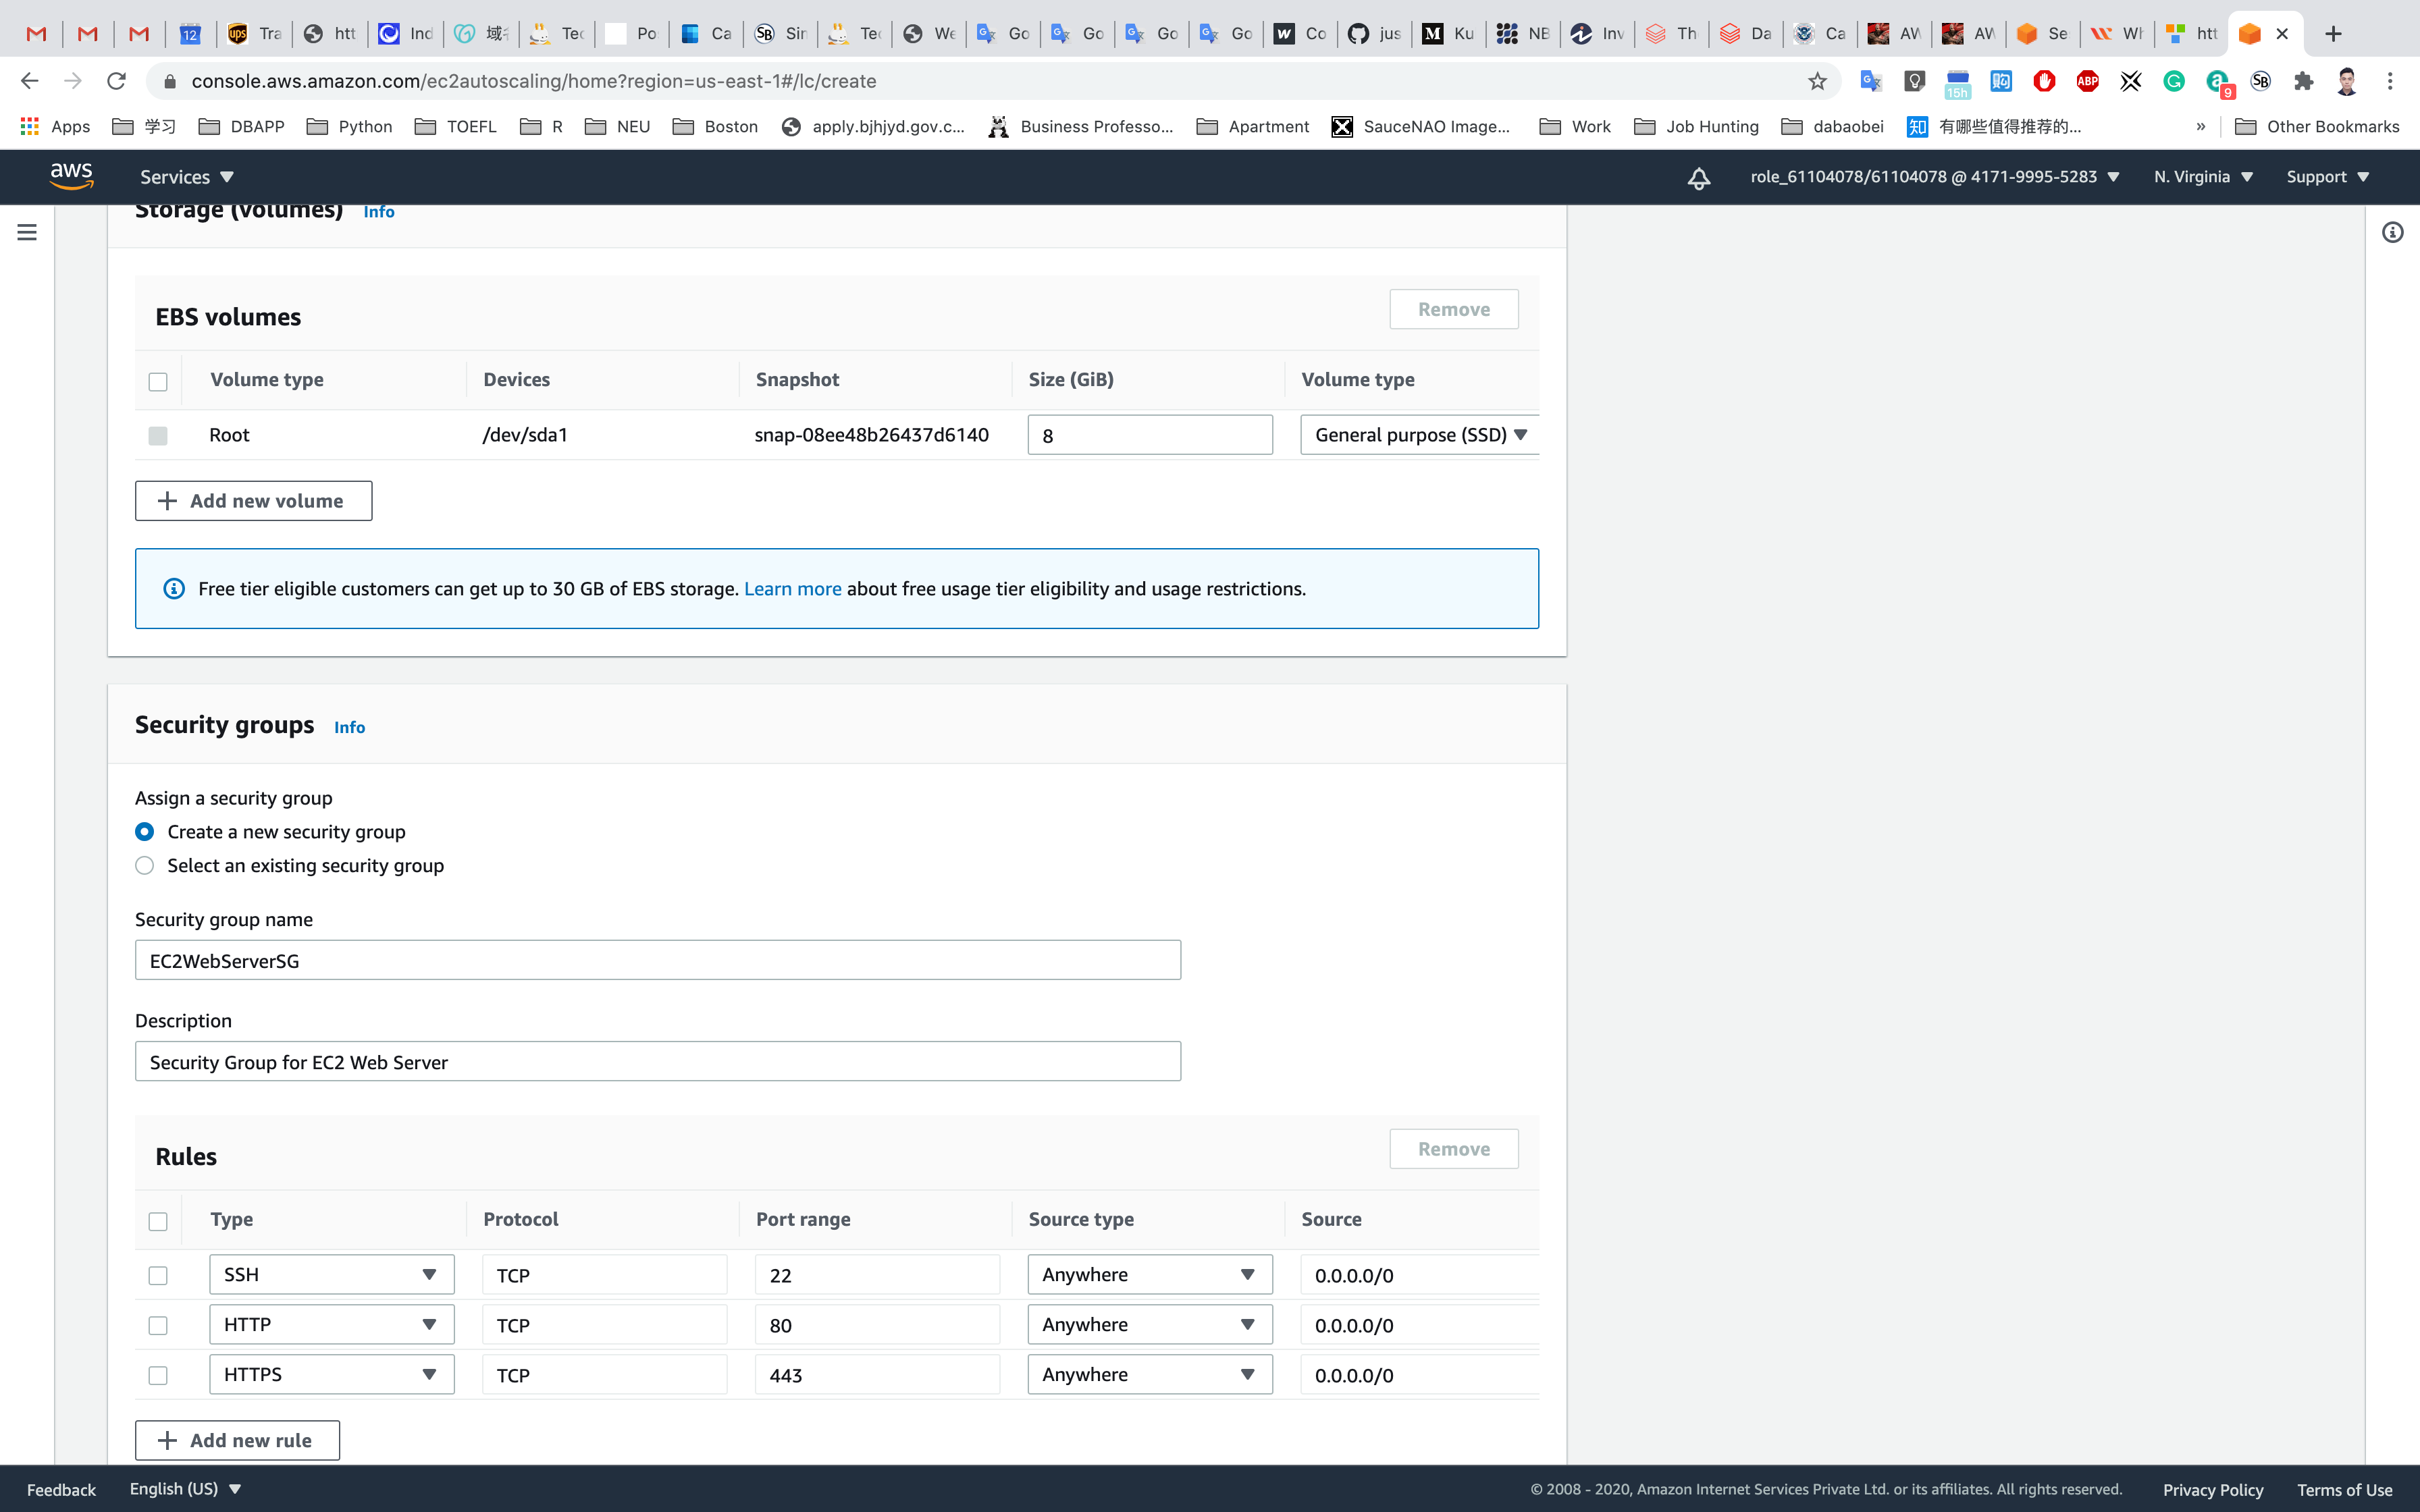 12 Tra htt Ind 域名 Tec Po Ca SB Sin Tec We Go Go Go Go Co jus Ku NB Inv Th Da Ca AW AW Se Wh htt
console.aws.amazon.com/ec2autoscaling/home?region=us-east-1#/lc/create
15h ABP 9 SB
Apps 学习 DBAPP Python TOEFL R NEU Boston apply.bjhjyd.gov.c... Business Professo... Apartment SauceNAO Image... Work Job Hunting dabaobei 知 有哪些值得推荐的... » Other Bookmarks
aws Services role_61104078/61104078 @ 4171-9995-5283 N. Virginia Support
Storage (volumes) Info
EBS volumes Remove
Volume type Devices Snapshot Size (GiB) Volume type
Root /dev/sda1 snap-08ee48b26437d6140 8 General purpose (SSD)
Add new volume
Free tier eligible customers can get up to 30 GB of EBS storage. Learn more about free usage tier eligibility and usage restrictions.
Security groups Info
Assign a security group
Create a new security group
Select an existing security group
Security group name
EC2WebServerSG
Description
Security Group for EC2 Web Server
Rules Remove
Type Protocol Port range Source type Source
SSH TCP 22 Anywhere 0.0.0.0/0
HTTP TCP 80 Anywhere 0.0.0.0/0
HTTPS TCP 443 Anywhere 0.0.0.0/0
Add new rule
Feedback English (US) © 2008 - 2020, Amazon Internet Services Private Ltd. or its affiliates. All rights reserved. Privacy Policy Terms of Use